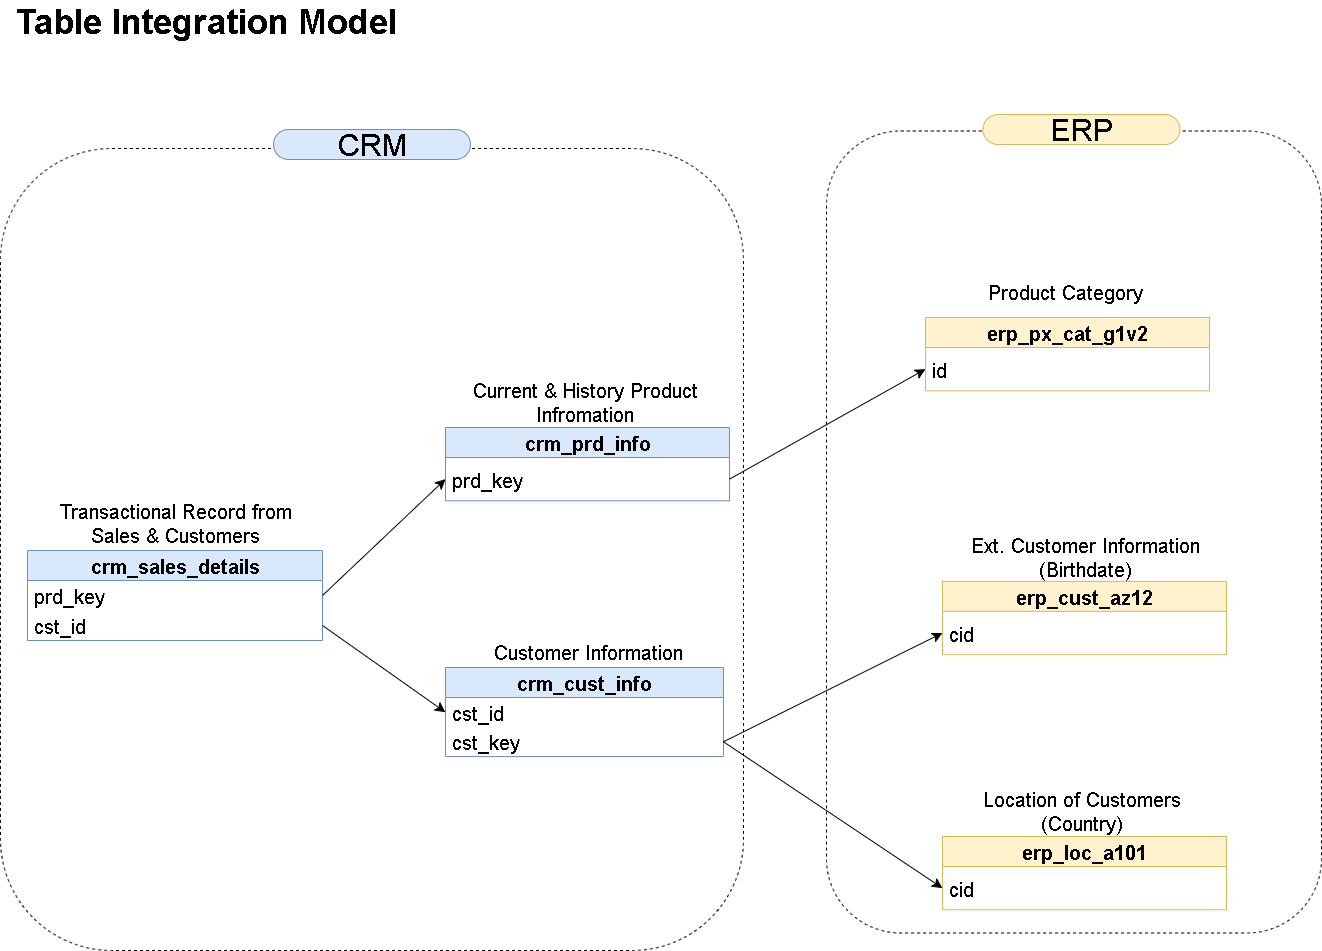 Table Integration Model
CRM
ERP
Product Category
erp_px_cat_g1v2
id
Current & History Product
Infromation
crm_prd_info
prd_key
Transactional Record from
Sales & Customers
crm_sales_details
prd_key
cst_id
Ext. Customer Information
(Birthdate)
erp_cust_az12
cid
Customer Information
crm_cust_info
cst_id
cst_key
Location of Customers
(Country)
erp_loc_a101
cid